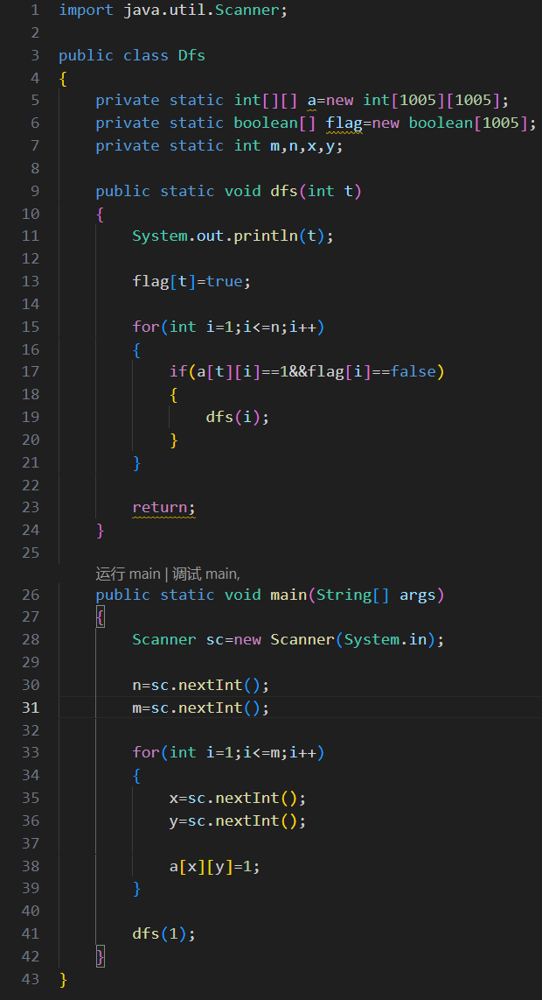 1 import java.util.Scanner;
2
3 public class Dfs
4 {
5 private static int[][] a=new int[1005][1005];
6 private static boolean[] flag=new boolean[1005];
7 private static int m,n,x,y;
8
9 public static void dfs(int t)
10 {
11 System.out.println(t);
12
13 flag[t]=true;
14
15 for(int i=1;i<=n;i++)
16 {
17 if(a[t][i]==1&&flag[i]==false)
18 {
19 dfs(i);
20 }
21 }
22
23 return;
24 }
25
运行 main | 调试 main,
26 public static void main(String[] args)
27 {
28 Scanner sc=new Scanner(System.in);
29
30 n=sc.nextInt();
31 m=sc.nextInt();
32
33 for(int i=1;i<=m;i++)
34 {
35 x=sc.nextInt();
36 y=sc.nextInt();
37
38 a[x][y]=1;
39 }
40
41 dfs(1);
42 }
43 }